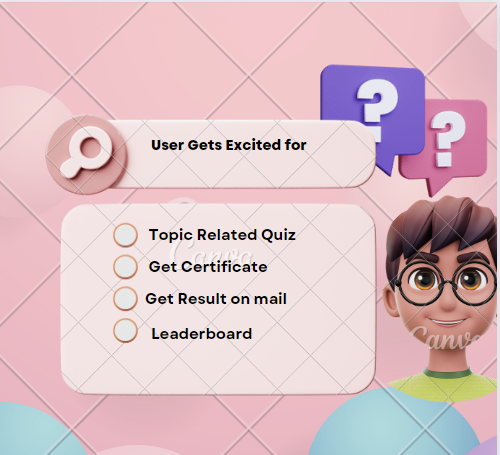 User Gets Excited for
Topic Related Quiz
Get Certificate
Get Result on mail
Leaderboard
Canva
Canva